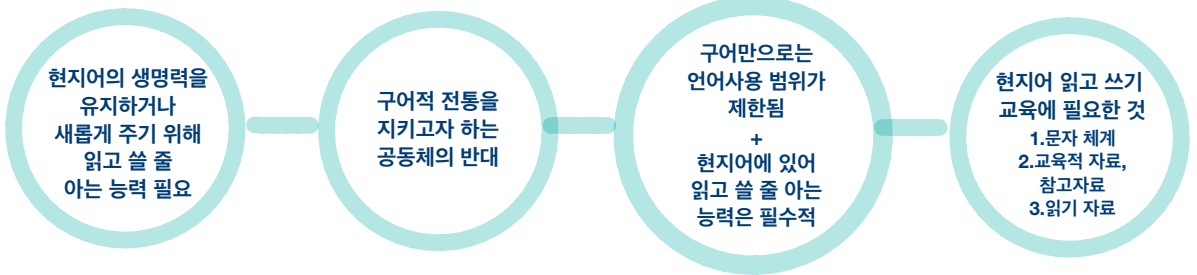 현지어의 생명력을
유지하거나
새롭게 주기 위해
읽고 쓸 줄
아는 능력 필요
구어적 전통을
지키고자 하는
공동체의 반대
구어만으로는
언어사용 범위가
제한됨
+
현지어에 있어
읽고 쓸 줄 아는
능력은 필수적
현지어 읽고 쓰기
교육에 필요한 것
1.문자 체계
2.교육적 자료,
참고자료
3.읽기 자료